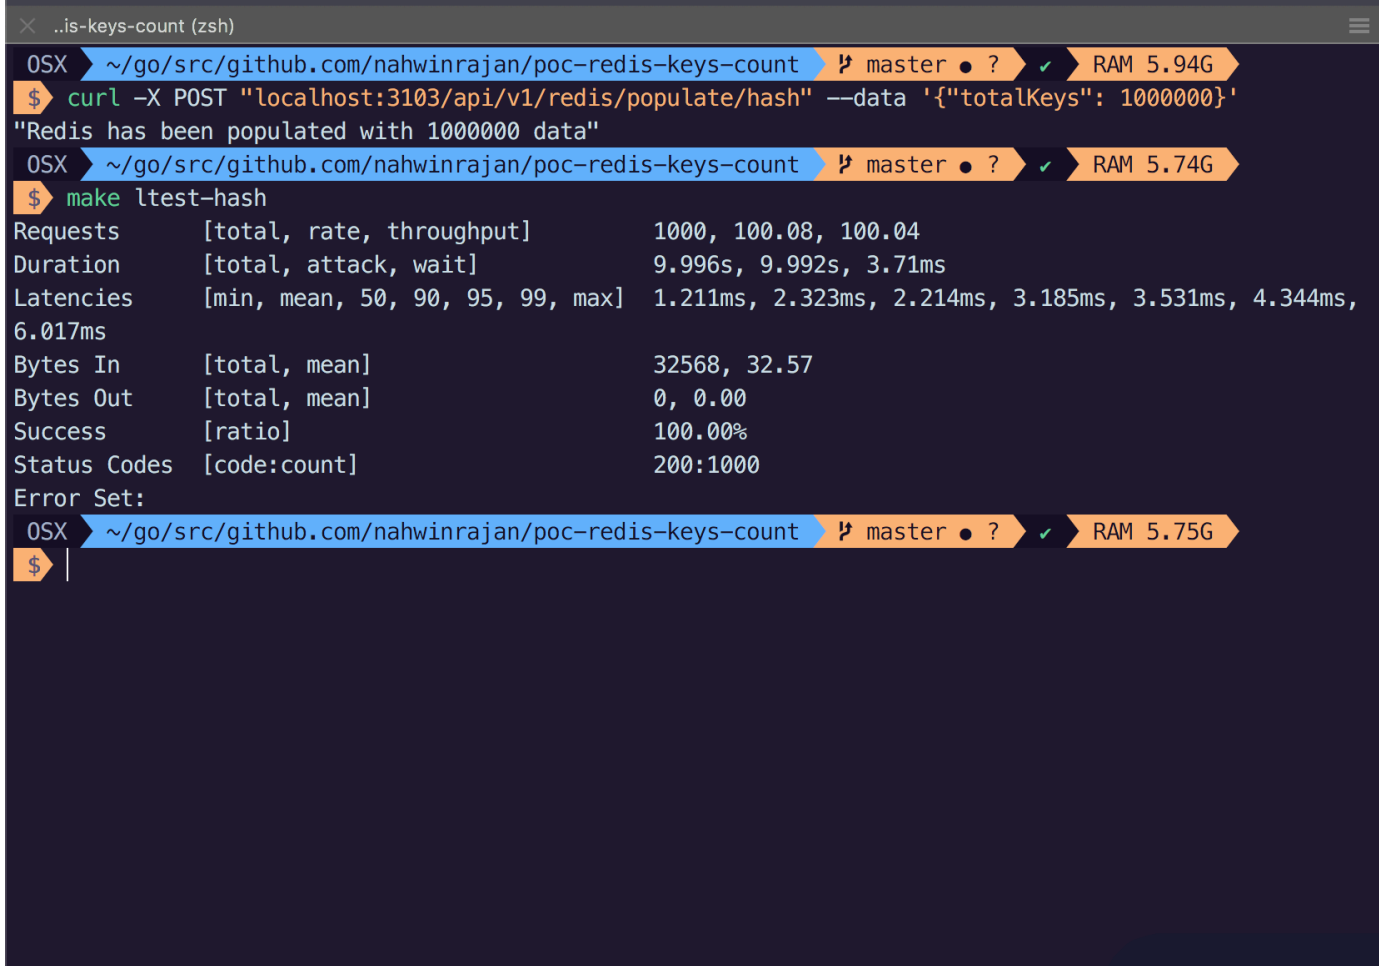 ..is-keys-count (zsh)
OSX ~/go/src/github.com/nahwinrajan/poc-redis-keys-count master ● ? ✔ RAM 5.94G
$ curl -X POST "localhost:3103/api/v1/redis/populate/hash" --data '{"totalKeys": 1000000}'
"Redis has been populated with 1000000 data"
OSX ~/go/src/github.com/nahwinrajan/poc-redis-keys-count master ● ? ✔ RAM 5.74G
$ make ltest-hash
Requests [total, rate, throughput] 1000, 100.08, 100.04
Duration [total, attack, wait] 9.996s, 9.992s, 3.71ms
Latencies [min, mean, 50, 90, 95, 99, max] 1.211ms, 2.323ms, 2.214ms, 3.185ms, 3.531ms, 4.344ms,
6.017ms
Bytes In [total, mean] 32568, 32.57
Bytes Out [total, mean] 0, 0.00
Success [ratio] 100.00%
Status Codes [code:count] 200:1000
Error Set:
OSX ~/go/src/github.com/nahwinrajan/poc-redis-keys-count master ● ? ✔ RAM 5.75G
$